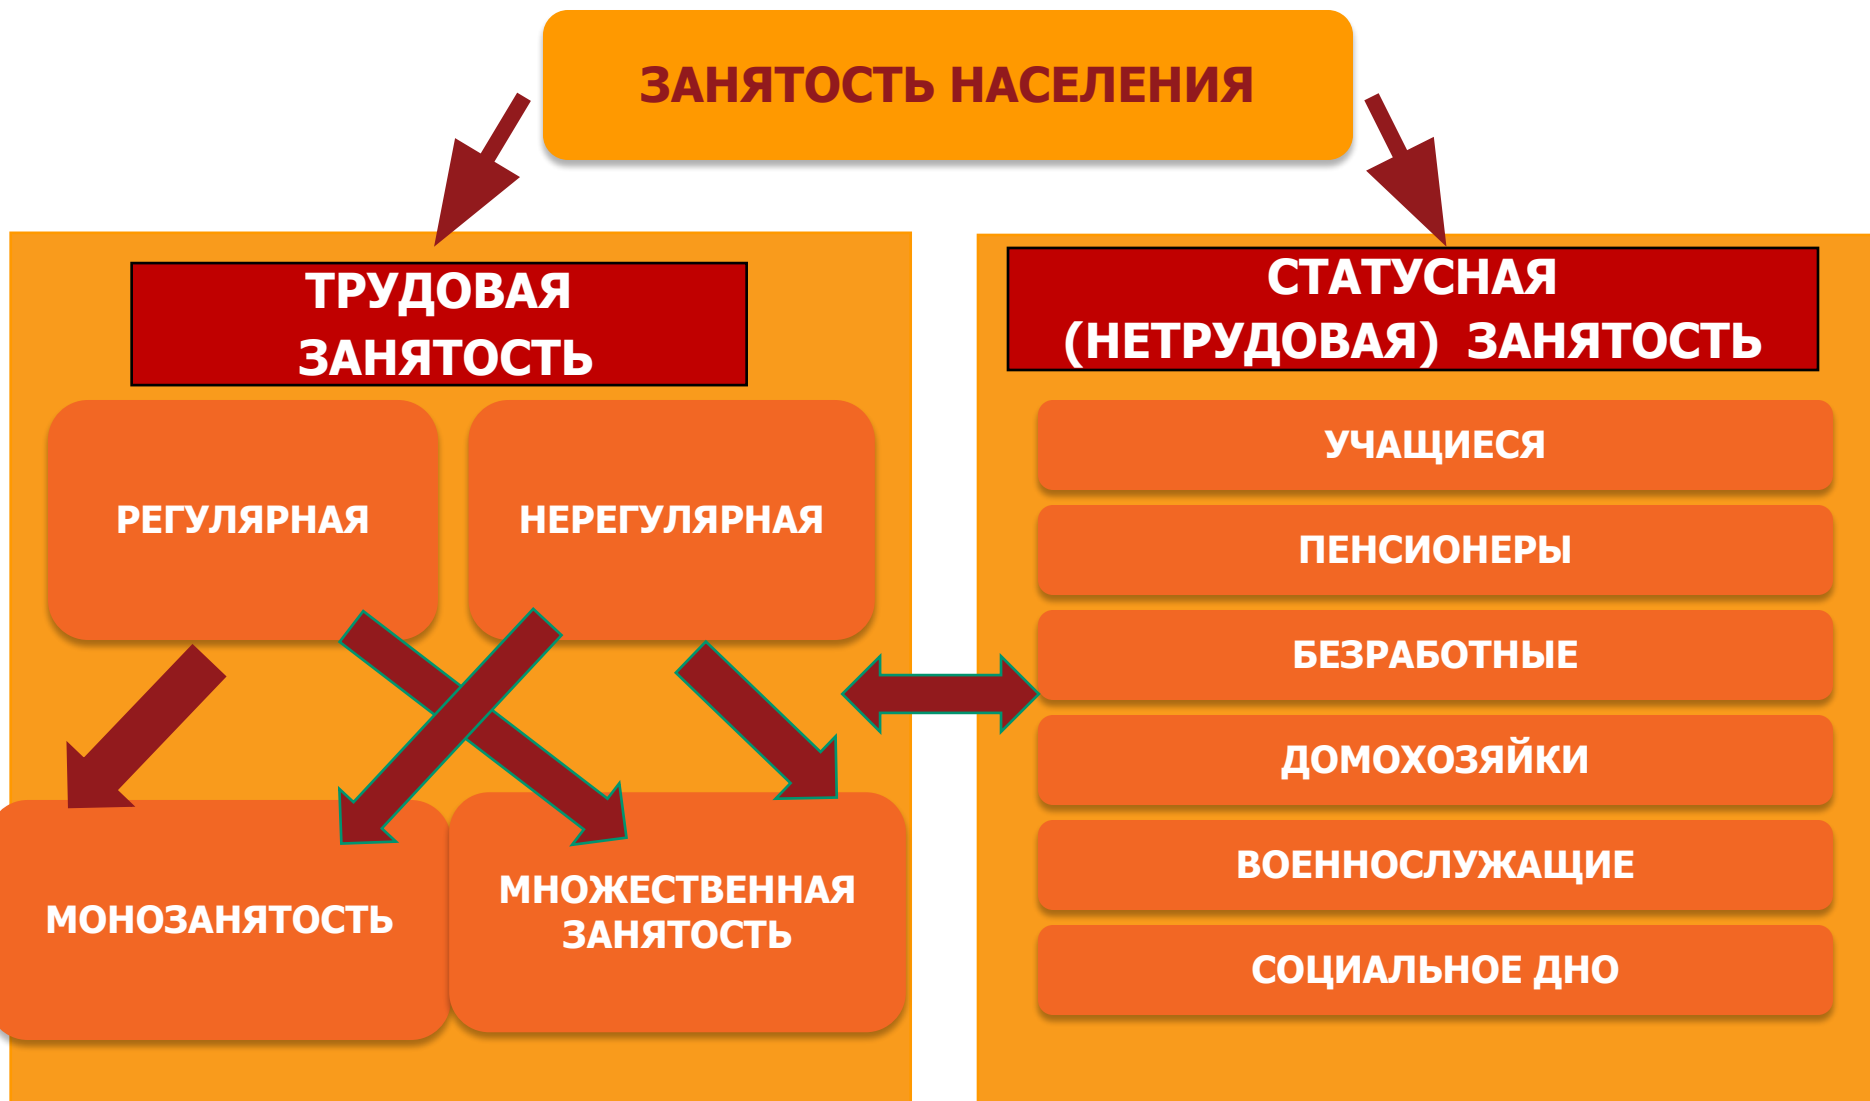 ЗАНЯТОСТЬ НАСЕЛЕНИЯ
ТРУДОВАЯ
ЗАНЯТОСТЬ
РЕГУЛЯРНАЯ
НЕРЕГУЛЯРНАЯ
МОНОЗАНЯТОСТЬ
МНОЖЕСТВЕННАЯ
ЗАНЯТОСТЬ
СТАТУСНАЯ
(НЕТРУДОВАЯ) ЗАНЯТОСТЬ
УЧАЩИЕСЯ
ПЕНСИОНЕРЫ
БЕЗРАБОТНЫЕ
ДОМОХОЗЯЙКИ
ВОЕННОСЛУЖАЩИЕ
СОЦИАЛЬНОЕ ДНО